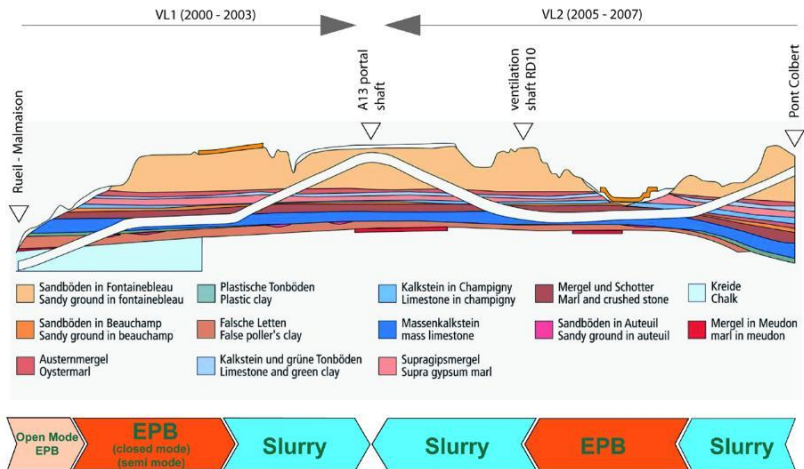 VL1 (2000 - 2003)
VL2 (2005 - 2007)
Rueil - Malmaison
A13 portal
shaft
ventilation
shaft RD10
Pont Colbert
Sandböden in Fontainebleau
Sandy ground in fontainebleau
Sandböden in Beauchamp
Sandy ground in beauchamp
Austernmergel
Oystermarl
Plastische Tonböden
Plastic clay
Falsche Letten
False poller's clay
Kalkstein und grüne Tonböden
Limestone and green clay
Kalkstein in Champigny
Limestone in champigny
Massenkalkstein
mass limestone
Supragipsmergel
Supra gypsum marl
Mergel und Schotter
Marl and crushed stone
Sandböden in Auteuil
Sandy ground in auteuil
Kreide
Chalk
Mergel in Meudon
marl in meudon
Open Mode
EPB
EPB
(closed mode)
(semi mode)
Slurry
Slurry
EPB
Slurry